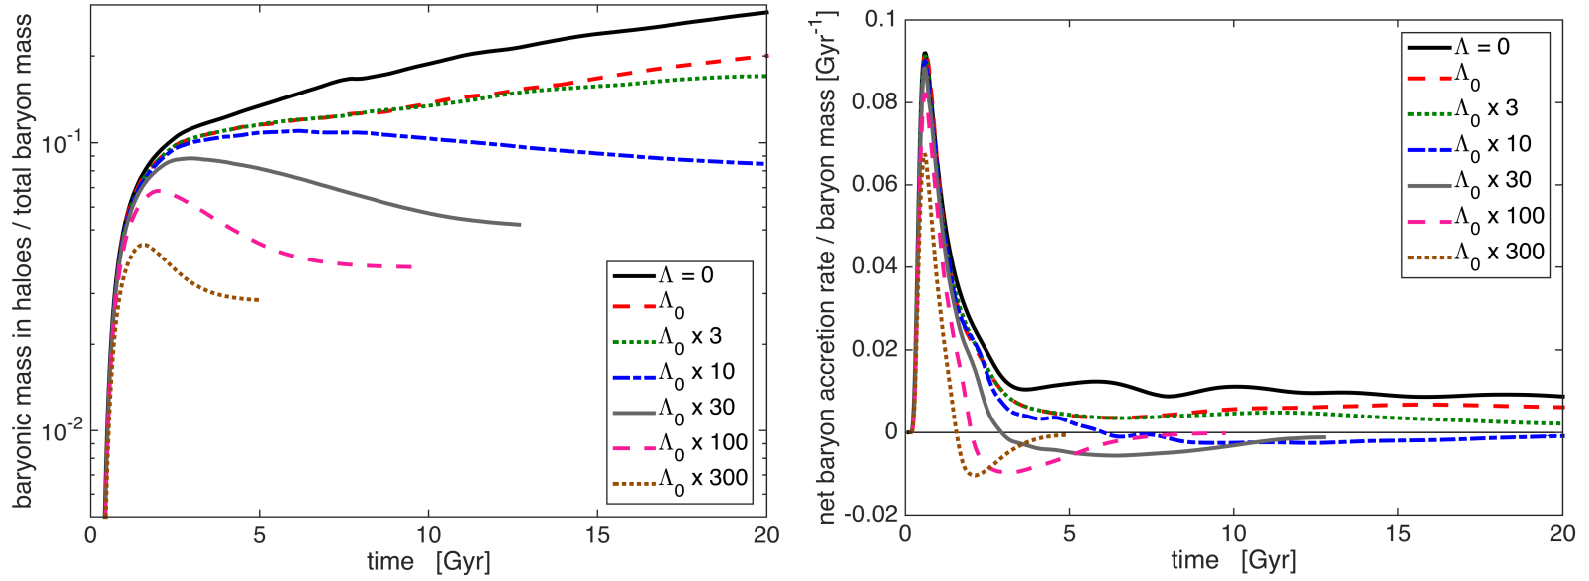 baryonic mass in haloes / total baryon mass
10⁻¹
10⁻²
0 5 10 15 20
time [Gyr]
Λ = 0
Λ₀
Λ₀ x 3
Λ₀ x 10
Λ₀ x 30
Λ₀ x 100
Λ₀ x 300
net baryon accretion rate / baryon mass [Gyr⁻¹]
0.1
0.08
0.06
0.04
0.02
0
-0.02
0 5 10 15 20
time [Gyr]
Λ = 0
Λ₀
Λ₀ x 3
Λ₀ x 10
Λ₀ x 30
Λ₀ x 100
Λ₀ x 300